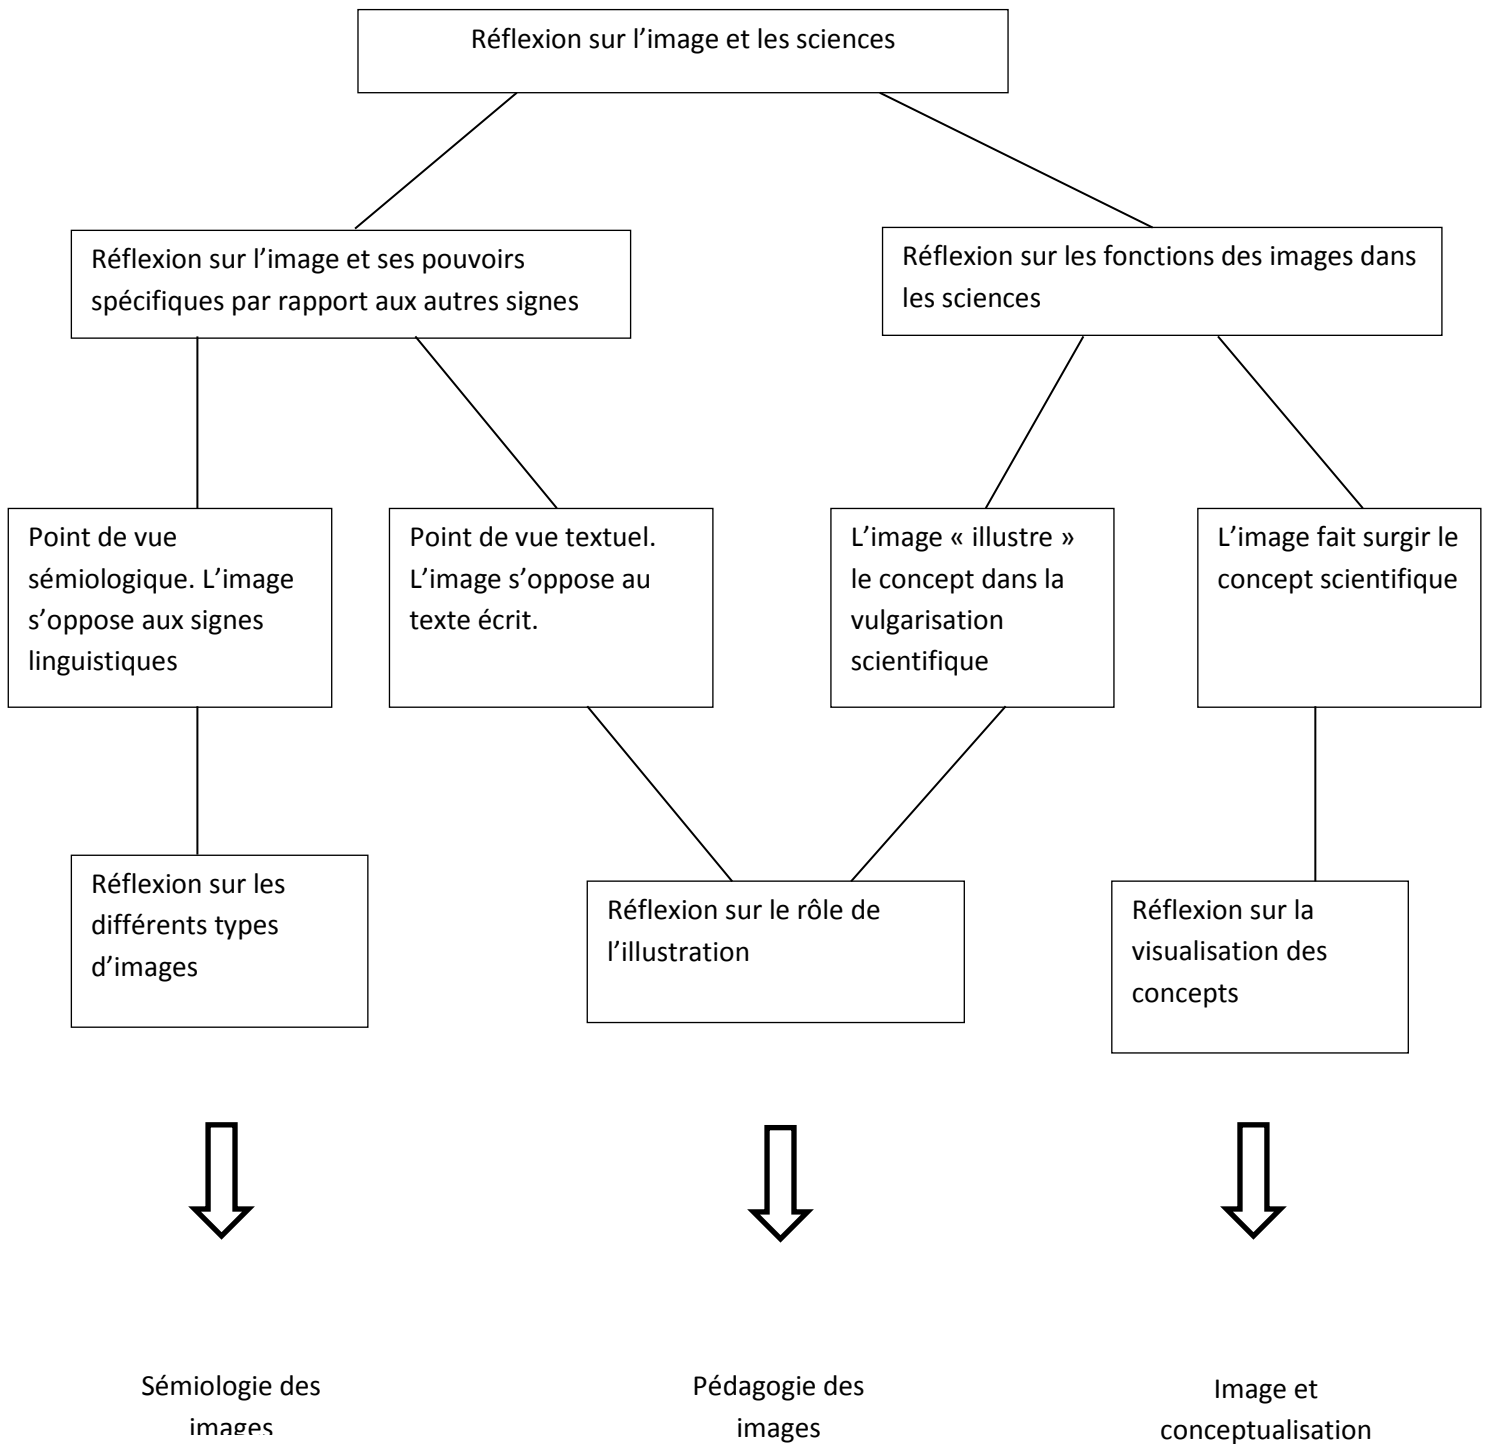 Réflexion sur l’image et les sciences
Réflexion sur l’image et ses pouvoirs
spécifiques par rapport aux autres signes
Réflexion sur les fonctions des images dans
les sciences
Point de vue
sémiologique. L’image
s’oppose aux signes
linguistiques
Point de vue textuel.
L’image s’oppose au
texte écrit.
L’image « illustre »
le concept dans la
vulgarisation
scientifique
L’image fait surgir le
concept scientifique
Réflexion sur les
différents types
d’images
Réflexion sur le rôle de
l’illustration
Réflexion sur la
visualisation des
concepts
Sémiologie des
images
Pédagogie des
images
Image et
conceptualisation